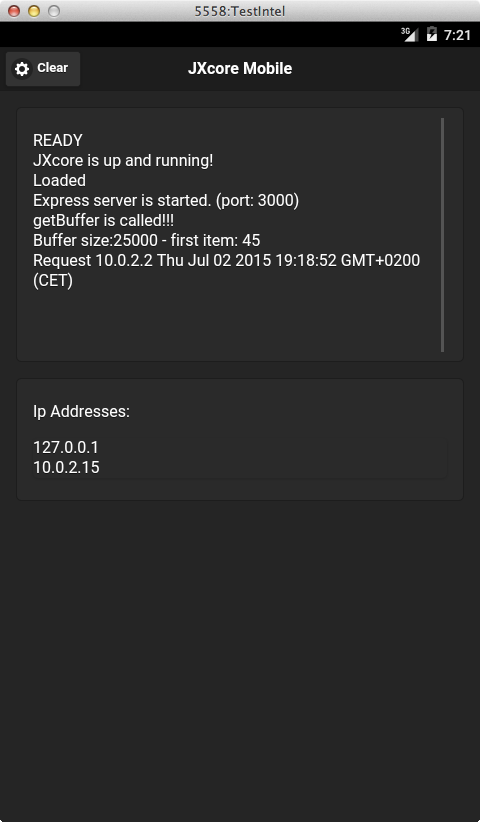 5558:TestIntel
3G 7:21
Clear JXcore Mobile
READY
JXcore is up and running!
Loaded
Express server is started. (port: 3000)
getBuffer is called!!!
Buffer size:25000 - first item: 45
Request 10.0.2.2 Thu Jul 02 2015 19:18:52 GMT+0200
(CET)
Ip Addresses:
127.0.0.1
10.0.2.15